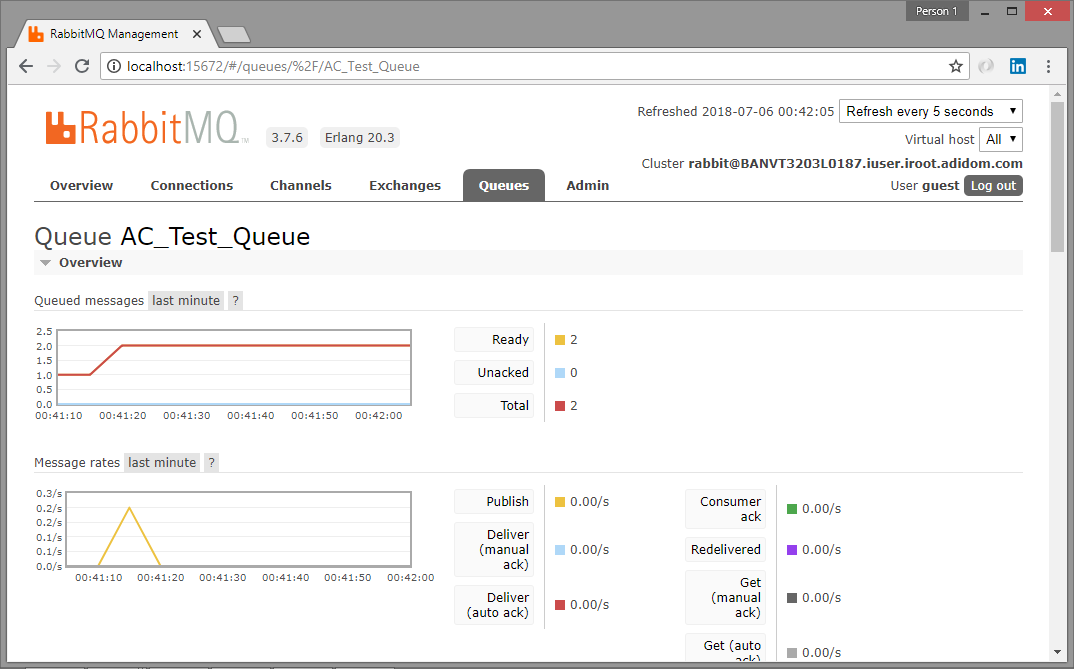 Person 1
RabbitMQ Management
localhost:15672/#/queues/%2F/AC_Test_Queue
Refreshed 2018-07-06 00:42:05 Refresh every 5 seconds
RabbitMQ™ 3.7.6 Erlang 20.3
Virtual host All
Cluster rabbit@BANVT3203L0187.iuser.iroot.adidom.com
User guest Log out
Overview Connections Channels Exchanges Queues Admin
Queue AC_Test_Queue
Overview
Queued messages last minute ?
2.5
2.0
1.5
1.0
0.5
0.0
00:41:10 00:41:20 00:41:30 00:41:40 00:41:50 00:42:00
Ready 2
Unacked 0
Total 2
Message rates last minute ?
0.3/s
0.2/s
0.2/s
0.1/s
0.1/s
0.0/s
00:41:10 00:41:20 00:41:30 00:41:40 00:41:50 00:42:00
Publish 0.00/s
Deliver
(manual 0.00/s
ack)
Deliver
(auto ack) 0.00/s
Consumer
ack 0.00/s
Redelivered 0.00/s
Get
(manual 0.00/s
ack)
Get (auto
ack) 0.00/s